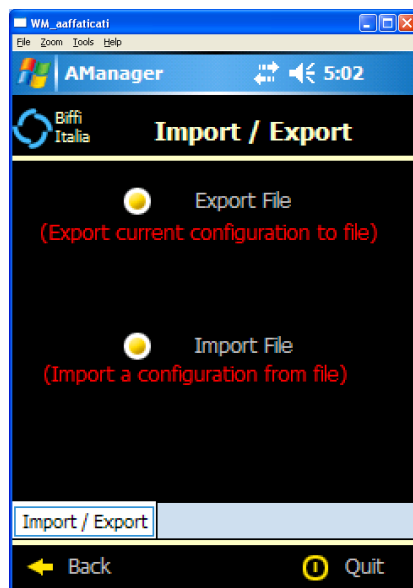 WM_aaffaticati
File Zoom Tools Help
AManager 5:02
Biffi
Italia
Import / Export
Export File
(Export current configuration to file)
Import File
(Import a configuration from file)
Import / Export
Back Quit